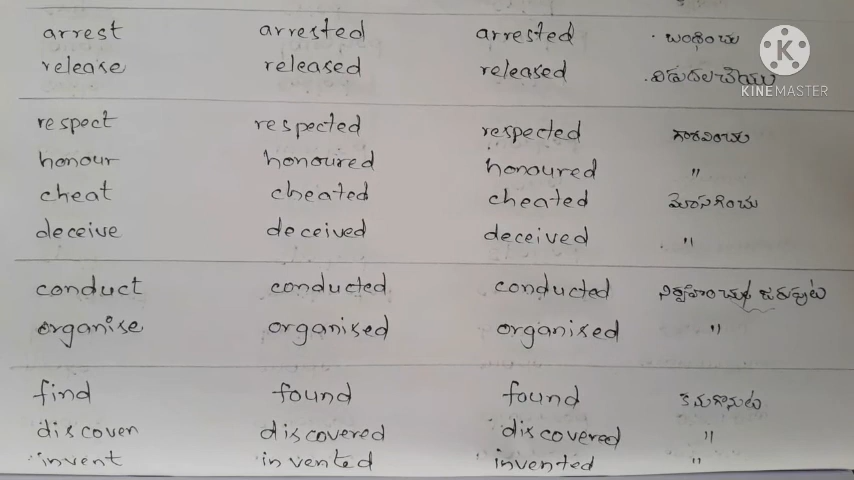 arrest arrested arrested బంధించు
release released released విడుదలచేయు
KINEMASTER
respect respected respected గౌరవించు
honour honoured honoured "
cheat cheated cheated మోసగించు
deceive deceived deceived "
conduct conducted conducted నిర్వహించుట జరుపుట
organise organised organised "
find found found కనుగొనుట
discover discovered discovered "
invent invented invented "